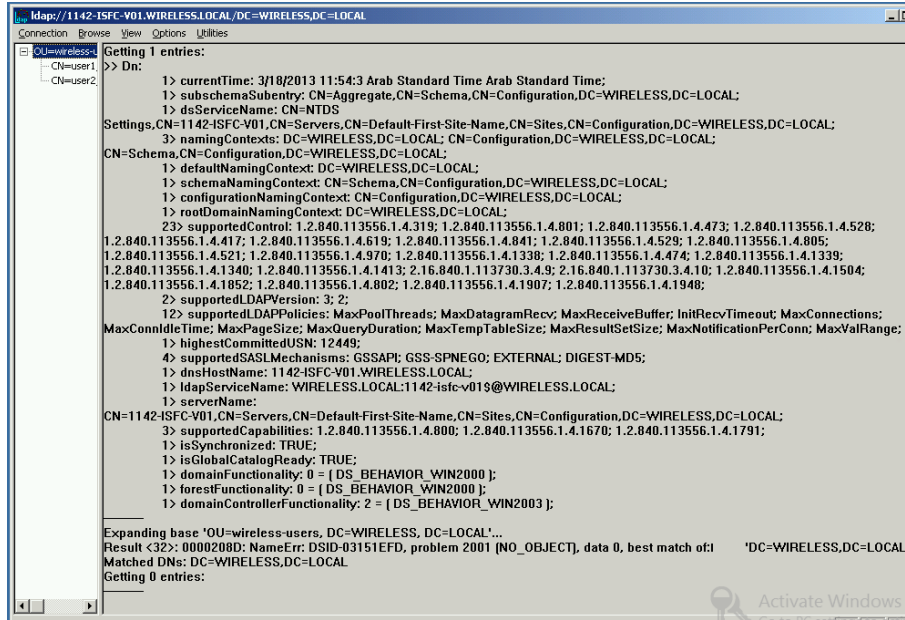 ldap://1142-ISFC-V01.WIRELESS.LOCAL/DC=WIRELESS,DC=LOCAL
Connection Browse View Options Utilities
OU=wireless-u
CN=user1
CN=user2
Getting 1 entries:
>> Dn:
1> currentTime: 3/18/2013 11:54:3 Arab Standard Time Arab Standard Time;
1> subschemaSubentry: CN=Aggregate,CN=Schema,CN=Configuration,DC=WIRELESS,DC=LOCAL;
1> dsServiceName: CN=NTDS
Settings,CN=1142-ISFC-V01,CN=Servers,CN=Default-First-Site-Name,CN=Sites,CN=Configuration,DC=WIRELESS,DC=LOCAL;
3> namingContexts: DC=WIRELESS,DC=LOCAL; CN=Configuration,DC=WIRELESS,DC=LOCAL;
CN=Schema,CN=Configuration,DC=WIRELESS,DC=LOCAL;
1> defaultNamingContext: DC=WIRELESS,DC=LOCAL;
1> schemaNamingContext: CN=Schema,CN=Configuration,DC=WIRELESS,DC=LOCAL;
1> configurationNamingContext: CN=Configuration,DC=WIRELESS,DC=LOCAL;
1> rootDomainNamingContext: DC=WIRELESS,DC=LOCAL;
23> supportedControl: 1.2.840.113556.1.4.319; 1.2.840.113556.1.4.801; 1.2.840.113556.1.4.473; 1.2.840.113556.1.4.528;
1.2.840.113556.1.4.417; 1.2.840.113556.1.4.619; 1.2.840.113556.1.4.841; 1.2.840.113556.1.4.529; 1.2.840.113556.1.4.805;
1.2.840.113556.1.4.521; 1.2.840.113556.1.4.970; 1.2.840.113556.1.4.1338; 1.2.840.113556.1.4.474; 1.2.840.113556.1.4.1339;
1.2.840.113556.1.4.1340; 1.2.840.113556.1.4.1413; 2.16.840.1.113730.3.4.9; 2.16.840.1.113730.3.4.10; 1.2.840.113556.1.4.1504;
1.2.840.113556.1.4.1852; 1.2.840.113556.1.4.802; 1.2.840.113556.1.4.1907; 1.2.840.113556.1.4.1948;
2> supportedLDAPVersion: 3; 2;
12> supportedLDAPPolicies: MaxPoolThreads; MaxDatagramRecv; MaxReceiveBuffer; InitRecvTimeout; MaxConnections;
MaxConnIdleTime; MaxPageSize; MaxQueryDuration; MaxTempTableSize; MaxResultSetSize; MaxNotificationPerConn; MaxValRange;
1> highestCommittedUSN: 12449;
4> supportedSASLMechanisms: GSSAPI; GSS-SPNEGO; EXTERNAL; DIGEST-MD5;
1> dnsHostName: 1142-ISFC-V01.WIRELESS.LOCAL;
1> ldapServiceName: WIRELESS.LOCAL:1142-isfc-v01$@WIRELESS.LOCAL;
1> serverName:
CN=1142-ISFC-V01,CN=Servers,CN=Default-First-Site-Name,CN=Sites,CN=Configuration,DC=WIRELESS,DC=LOCAL;
3> supportedCapabilities: 1.2.840.113556.1.4.800; 1.2.840.113556.1.4.1670; 1.2.840.113556.1.4.1791;
1> isSynchronized: TRUE;
1> isGlobalCatalogReady: TRUE;
1> domainFunctionality: 0 = ( DS_BEHAVIOR_WIN2000 );
1> forestFunctionality: 0 = ( DS_BEHAVIOR_WIN2000 );
1> domainControllerFunctionality: 2 = ( DS_BEHAVIOR_WIN2003 );
Expanding base 'OU=wireless-users, DC=WIRELESS, DC=LOCAL'...
Result <32>: 0000208D: NameErr: DSID-03151EFD, problem 2001 (NO_OBJECT), data 0, best match of:I 'DC=WIRELESS,DC=LOCAL
Matched DNs: DC=WIRELESS,DC=LOCAL
Getting 0 entries:
Activate Windows